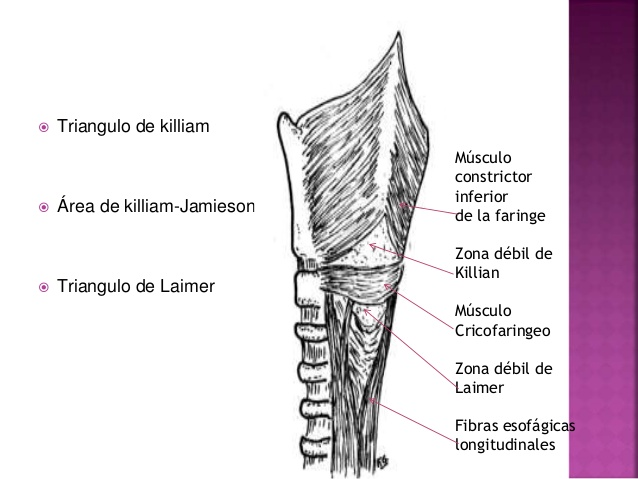 Triangulo de killiam
Área de killiam-Jamieson
Triangulo de Laimer
Músculo
constrictor
inferior
de la faringe
Zona débil de
Killian
Músculo
Cricofaringeo
Zona débil de
Laimer
Fibras esofágicas
longitudinales